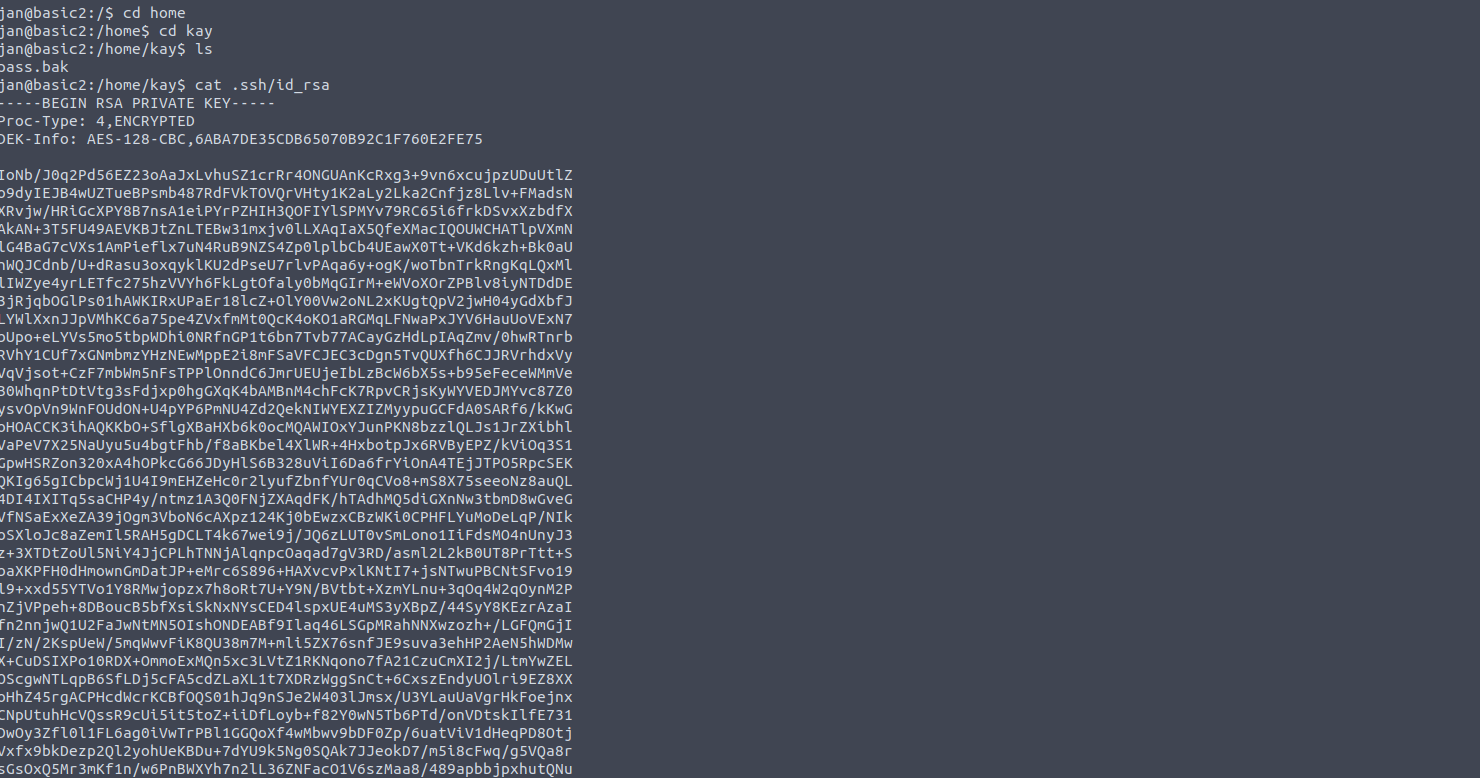 jan@basic2:/$ cd home
jan@basic2:/home$ cd kay
jan@basic2:/home/kay$ ls
pass.bak
jan@basic2:/home/kay$ cat .ssh/id_rsa
-----BEGIN RSA PRIVATE KEY-----
Proc-Type: 4,ENCRYPTED
DEK-Info: AES-128-CBC,6ABA7DE35CDB65070B92C1F760E2FE75

IoNb/J0q2Pd56EZ23oAaJxLvhuSZ1crRr4ONGUAnKcRxg3+9vn6xcujpzUDuUtlZ
o9dyIEJB4wUZTueBPsmb487RdFVkTOVQrVHty1K2aLy2Lka2Cnfjz8Llv+FMadsN
XRvjw/HRiGcXPY8B7nsA1eiPYrPZHIH3QOFIYlSPMYv79RC65i6frkDSvxXzbdfX
AkAN+3T5FU49AEVKBJtZnLTEBw31mxjv0lLXAqIaX5QfeXMacIQOUWCHATlpVXmN
lG4BaG7cVXs1AmPieflx7uN4RuB9NZS4Zp0lplbCb4UEawX0Tt+VKd6kzh+Bk0aU
hWQJCdnb/U+dRasu3oxqyklKU2dPseU7rlvPAqa6y+ogK/woTbnTrkRngKqLQxMl
lIWZye4yrLETfc275hzVVYh6FkLgtOfaly0bMqGIrM+eWVoXOrZPBlv8iyNTDdDE
3jRjqbOGlPs01hAWKIRxUPaEr18lcZ+OlY00Vw2oNL2xKUgtQpV2jwH04yGdXbfJ
LYWlXxnJJpVMhKC6a75pe4ZVxfmMt0QcK4oKO1aRGMqLFNwaPxJYV6HauUoVExN7
bUpo+eLYVs5mo5tbpWDhi0NRfnGP1t6bn7Tvb77ACayGzHdLpIAqZmv/0hwRTnrb
RVhY1CUf7xGNmbmzYHzNEwMppE2i8mFSaVFCJEC3cDgn5TvQUXfh6CJJRVrhdxVy
VqVjsot+CzF7mbWm5nFsTPPlOnndC6JmrUEUjeIbLzBcW6bX5s+b95eFeceWMmVe
B0WhqnPtDtVtg3sFdjxp0hgGXqK4bAMBnM4chFcK7RpvCRjsKyWYVEDJMYvc87Z0
ysvOpVn9WnFOUdON+U4pYP6PmNU4Zd2QekNIWYEXZIZMyypuGCFdA0SARf6/kKwG
oHOACCK3ihAQKKbO+SflgXBaHXb6k0ocMQAWIOxYJunPKN8bzzlQLJs1JrZXibhl
VaPeV7X25NaUyu5u4bgtFhb/f8aBKbel4XlWR+4HxbotpJx6RVByEPZ/kViOq3S1
GpwHSRZon320xA4hOPkcG66JDyHlS6B328uViI6Da6frYiOnA4TEjJTPO5RpcSEK
QKIg65gICbpcWj1U4I9mEHZeHc0r2lyufZbnfYUr0qCVo8+mS8X75seeoNz8auQL
4DI4IXITq5saCHP4y/ntmz1A3Q0FNjZXAqdFK/hTAdhMQ5diGXnNw3tbmD8wGveG
VfNSaExXeZA39jOgm3VboN6cAXpz124Kj0bEwzxCBzWKi0CPHFLYuMoDeLqP/NIk
oSXloJc8aZemIl5RAH5gDCLT4k67wei9j/JQ6zLUT0vSmLono1IiFdsMO4nUnyJ3
z+3XTDtZoUl5NiY4JjCPLhTNNjAlqnpcOaqad7gV3RD/asml2L2kB0UT8PrTtt+S
baXKPFH0dHmownGmDatJP+eMrc6S896+HAXvcvPxlKNtI7+jsNTwuPBCNtSFvo19
l9+xxd55YTVo1Y8RMwjopzx7h8oRt7U+Y9N/BVtbt+XzmYLnu+3qOq4W2qOynM2P
nZjVPpeh+8DBoucB5bfXsiSkNxNYsCED4lspxUE4uMS3yXBpZ/44SyY8KEzrAzaI
fn2nnjwQ1U2FaJwNtMN5OIshONDEABf9Ilaq46LSGpMRahNNXwzozh+/LGFQmGjI
I/zN/2KspUeW/5mqWwvFiK8QU38m7M+mli5ZX76snfJE9suva3ehHP2AeN5hWDMw
X+CuDSIXPo10RDX+OmmoExMQn5xc3LVtZ1RKNqono7fA21CzuCmXI2j/LtmYwZEL
OScgwNTLqpB6SfLDj5cFA5cdZLaXL1t7XDRzWggSnCt+6CxszEndyUOlri9EZ8XX
oHhZ45rgACPHcdWcrKCBfOQS01hJq9nSJe2W403lJmsx/U3YLauUaVgrHkFoejnx
CNpUtuhHcVQssR9cUi5it5toZ+iiDfLoyb+f82Y0wN5Tb6PTd/onVDtskIlfE731
DwOy3Zfl0l1FL6ag0iVwTrPBl1GGQoXf4wMbwv9bDF0Zp/6uatViV1dHeqPD8Otj
Vxfx9bkDezp2Ql2yohUeKBDu+7dYU9k5Ng0SQAk7JJeokD7/m5i8cFwq/g5VQa8r
sGsOxQ5Mr3mKf1n/w6PnBWXYh7n2lL36ZNFacO1V6szMaa8/489apbbjpxhutQNu